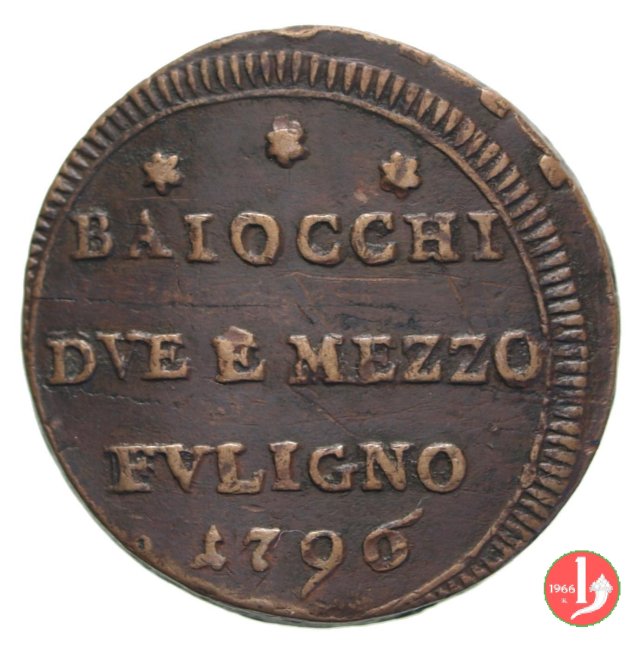 BAIOCCHI
DVE E MEZZO
FVLIGNO
1796
1966